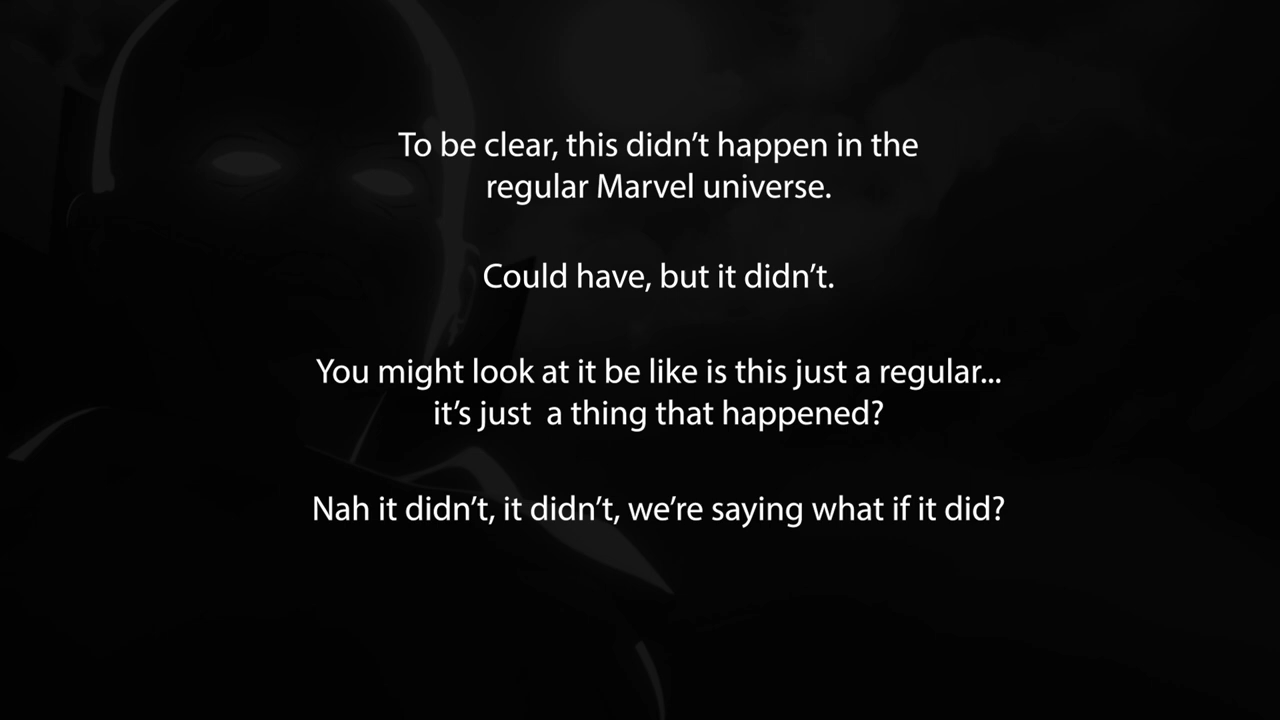 To be clear, this didn’t happen in the
regular Marvel universe.
Could have, but it didn’t.
You might look at it be like is this just a regular...
it’s just  a thing that happened?
Nah it didn’t, it didn’t, we’re saying what if it did?